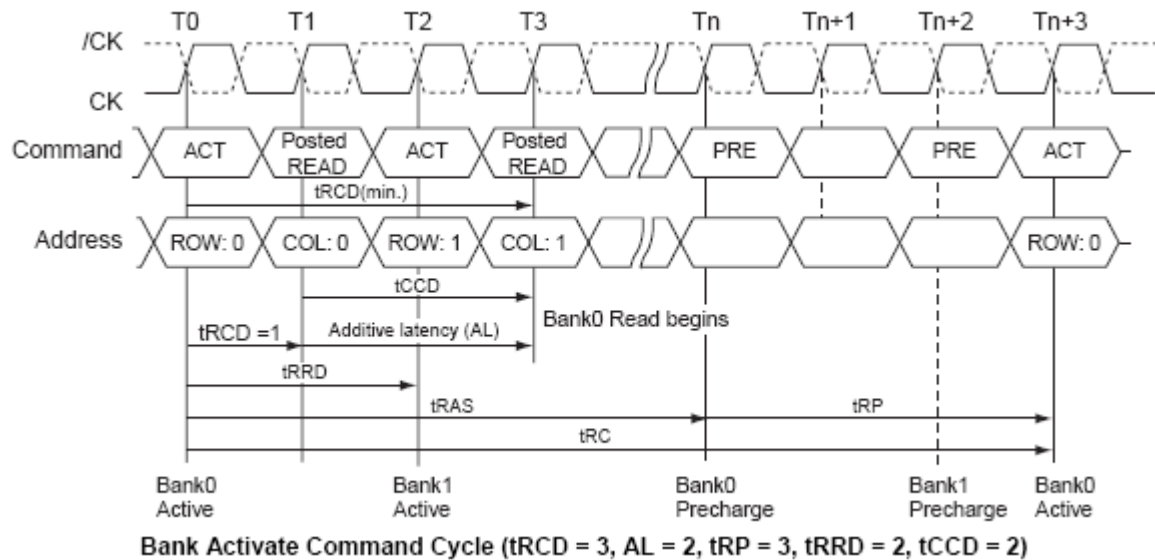 T0 T1 T2 T3 Tn Tn+1 Tn+2 Tn+3
/CK
CK
Command ACT Posted READ ACT Posted READ PRE PRE ACT
tRCD(min.)
Address ROW: 0 COL: 0 ROW: 1 COL: 1 ROW: 0
tCCD
Bank0 Read begins
tRCD =1 Additive latency (AL)
tRRD
tRAS tRP
tRC
Bank0 Active Bank1 Active Bank0 Precharge Bank1 Precharge Bank0 Active
Bank Activate Command Cycle (tRCD = 3, AL = 2, tRP = 3, tRRD = 2, tCCD = 2)